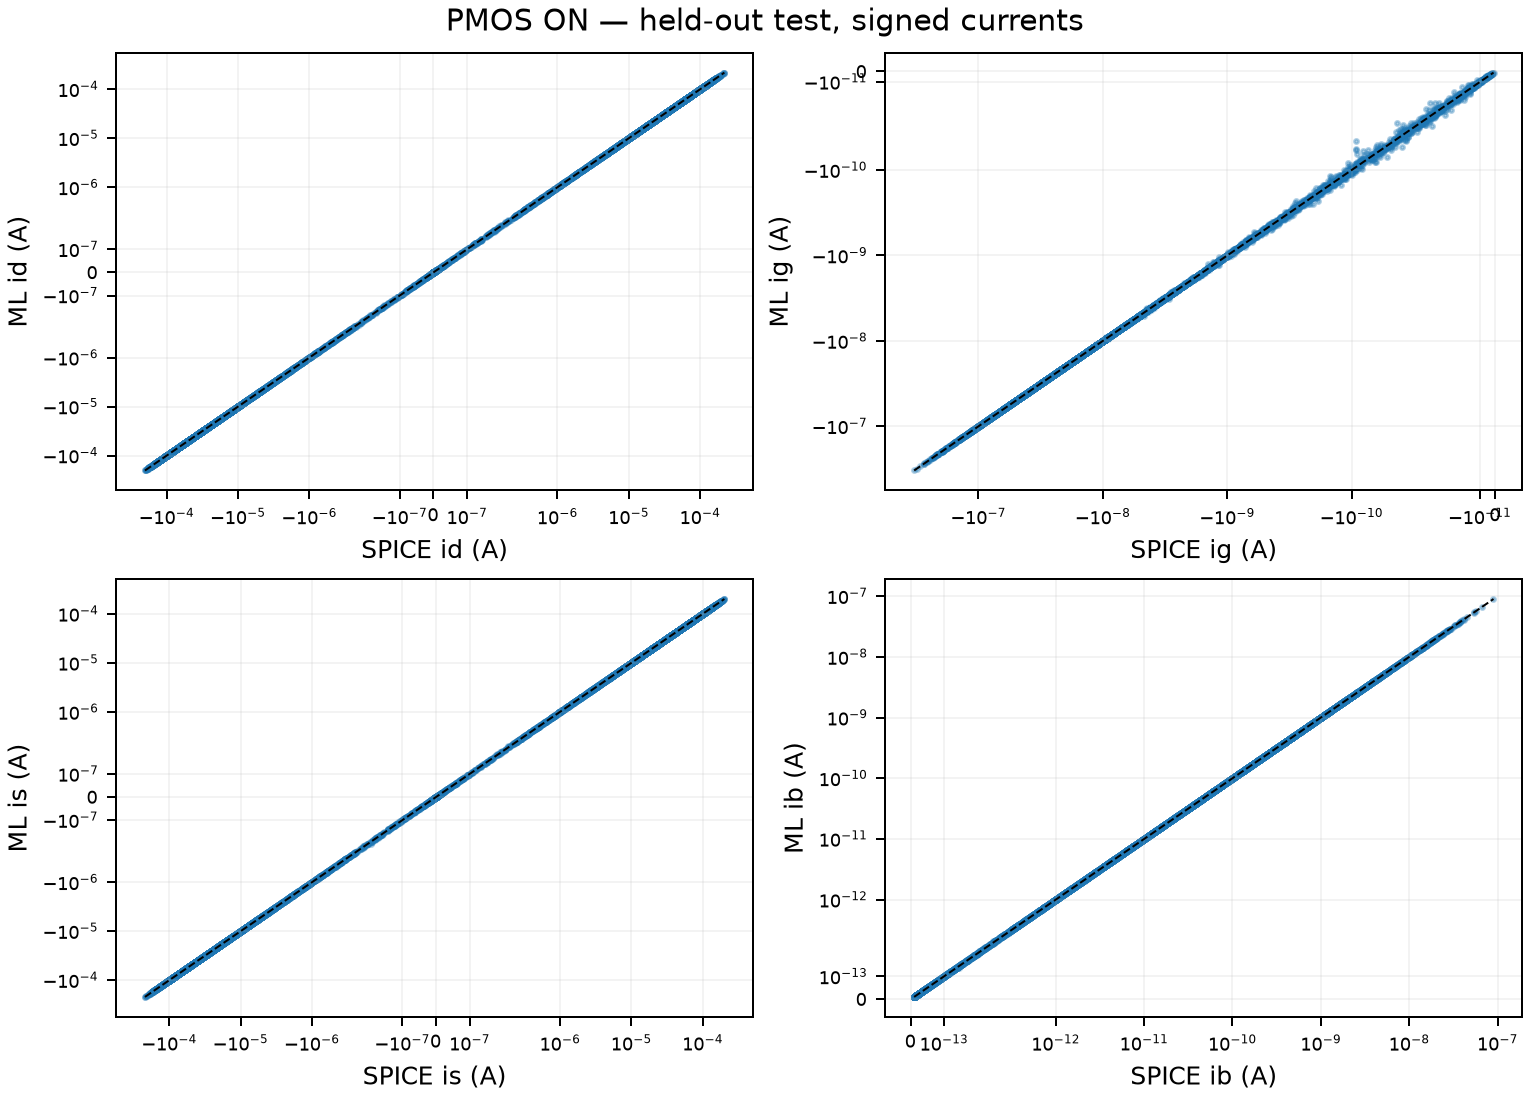 PMOS ON — held-out test, signed currents
ML id (A)
10⁻⁴
10⁻⁵
10⁻⁶
10⁻⁷
0
−10⁻⁷
−10⁻⁶
−10⁻⁵
−10⁻⁴
−10⁻⁴ −10⁻⁵ −10⁻⁶ −10⁻⁷ 0 10⁻⁷ 10⁻⁶ 10⁻⁵ 10⁻⁴
SPICE id (A)
ML ig (A)
0
−10⁻¹¹
−10⁻¹⁰
−10⁻⁹
−10⁻⁸
−10⁻⁷
−10⁻⁷ −10⁻⁸ −10⁻⁹ −10⁻¹⁰ −10⁻¹¹ 0
SPICE ig (A)
ML is (A)
10⁻⁴
10⁻⁵
10⁻⁶
10⁻⁷
0
−10⁻⁷
−10⁻⁶
−10⁻⁵
−10⁻⁴
−10⁻⁴ −10⁻⁵ −10⁻⁶ −10⁻⁷ 0 10⁻⁷ 10⁻⁶ 10⁻⁵ 10⁻⁴
SPICE is (A)
ML ib (A)
10⁻⁷
10⁻⁸
10⁻⁹
10⁻¹⁰
10⁻¹¹
10⁻¹²
10⁻¹³
0
0 10⁻¹³ 10⁻¹² 10⁻¹¹ 10⁻¹⁰ 10⁻⁹ 10⁻⁸ 10⁻⁷
SPICE ib (A)